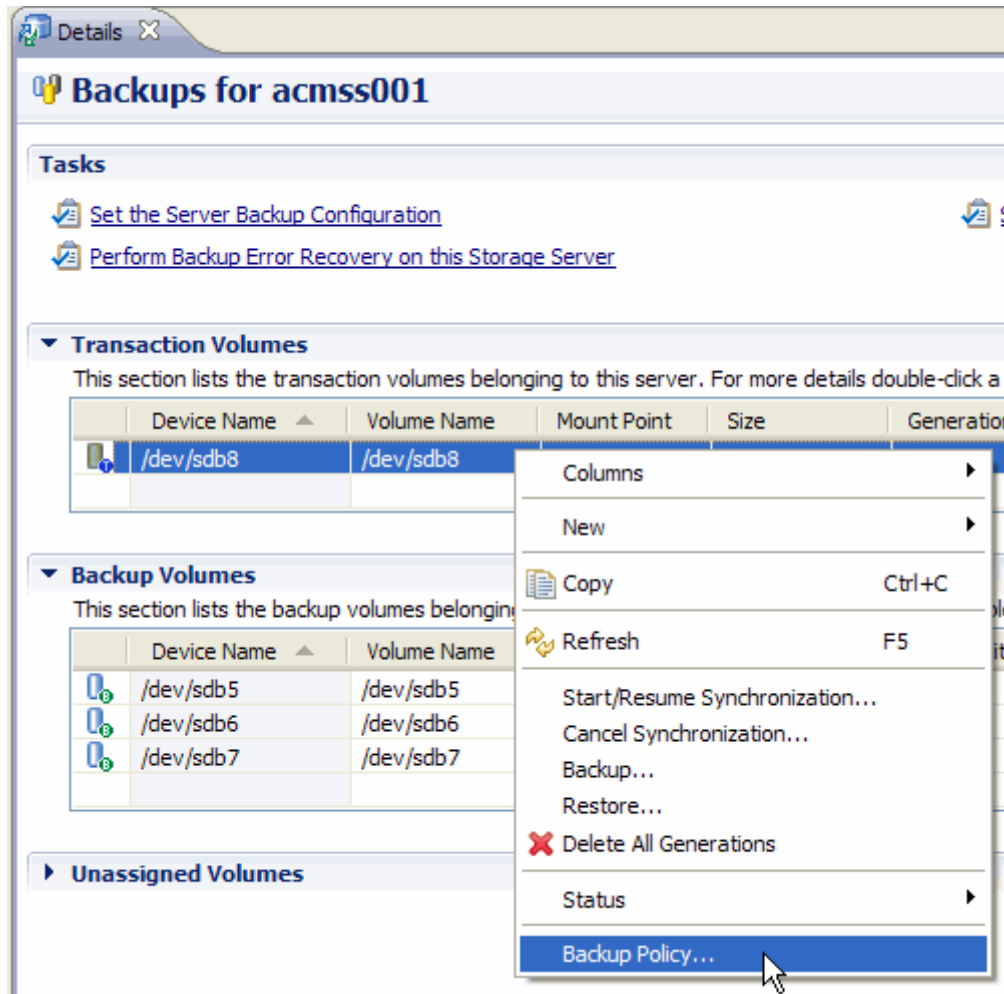 Details
Backups for acmss001
Tasks
Set the Server Backup Configuration
Perform Backup Error Recovery on this Storage Server
Transaction Volumes
This section lists the transaction volumes belonging to this server. For more details double-click a
Device Name Volume Name Mount Point Size
/dev/sdb8 /dev/sdb8
Columns
New
Copy Ctrl+C
Refresh F5
Start/Resume Synchronization...
Cancel Synchronization...
Backup...
Restore...
Delete All Generations
Status
Backup Policy...
Backup Volumes
This section lists the backup volumes
Device Name Volume Name
/dev/sdb5 /dev/sdb5
/dev/sdb6 /dev/sdb6
/dev/sdb7 /dev/sdb7
Unassigned Volumes